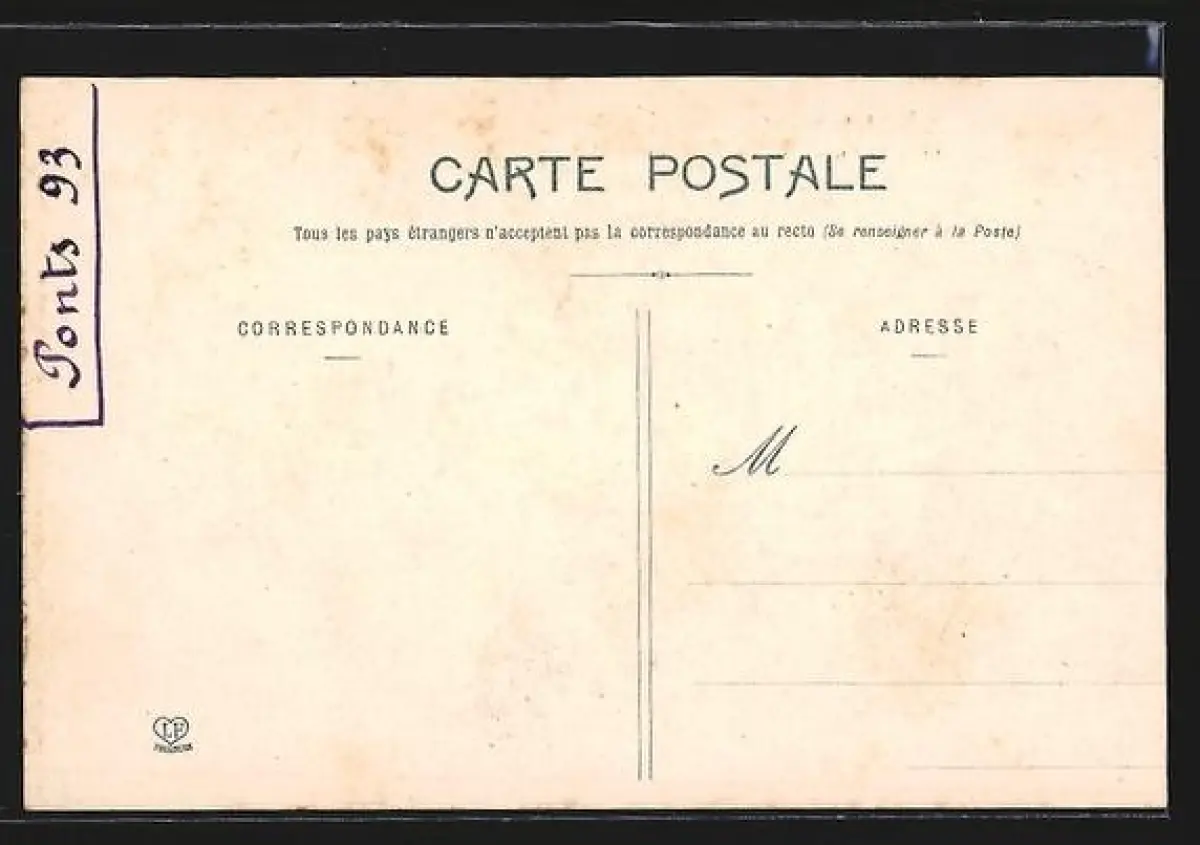 Ponts 93
CARTE POSTALE
Tous les pays étrangers n'acceptent pas la correspondance au recto (Se renseigner à la Poste)
CORRESPONDANCE
ADRESSE
M
LF